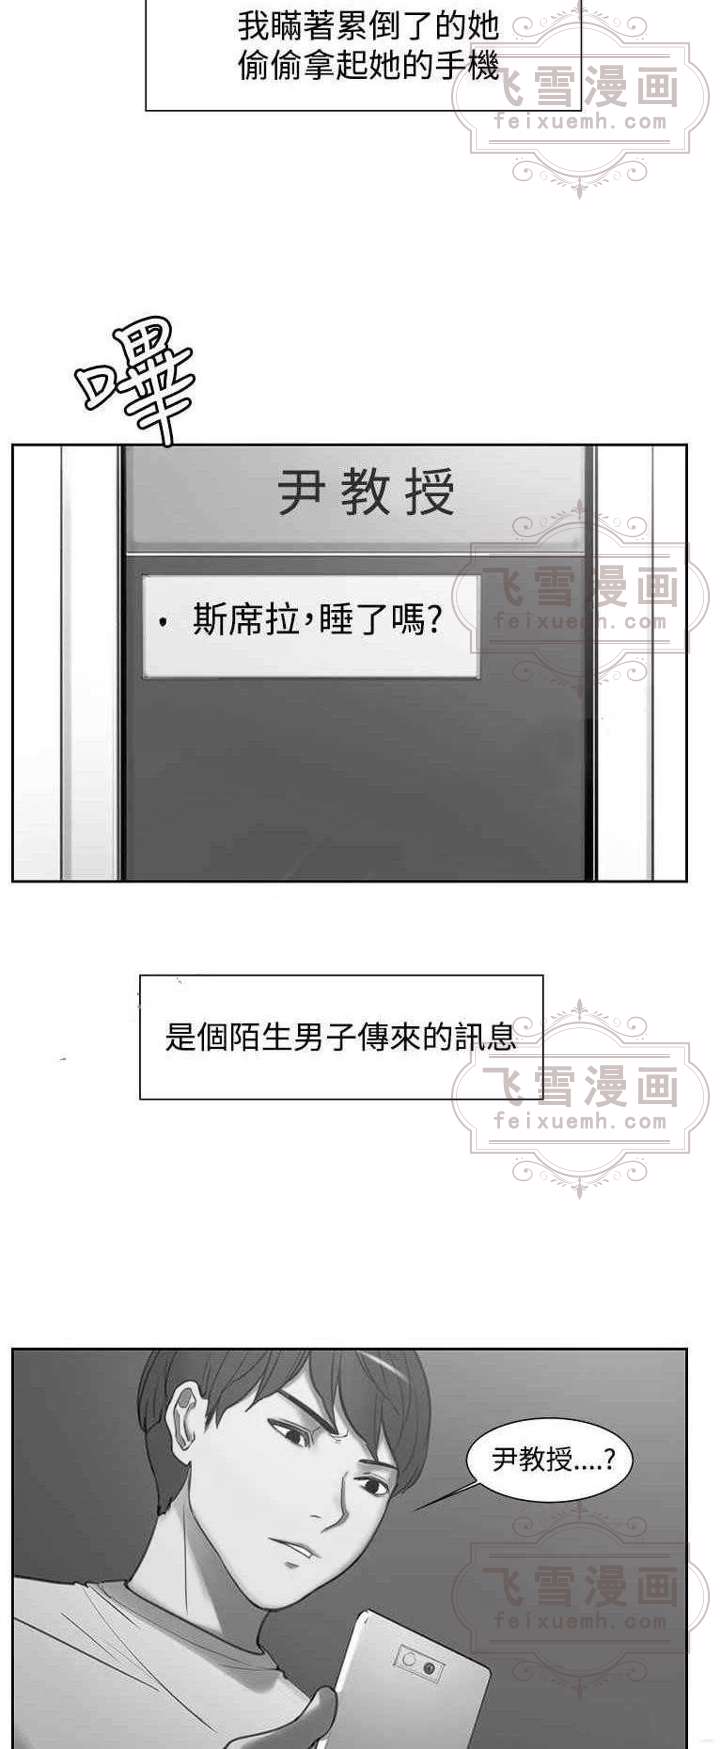 我瞞著累倒了的她
偷偷拿起她的手機
飞雪漫画
feixuemh.com
嗶
尹教授
・斯席拉,睡了嗎?
飞雪漫画
feixuemh.com
是個陌生男子傳來的訊息
飞雪漫画
feixuemh.com
尹教授....?
飞雪漫画
feixuemh.com